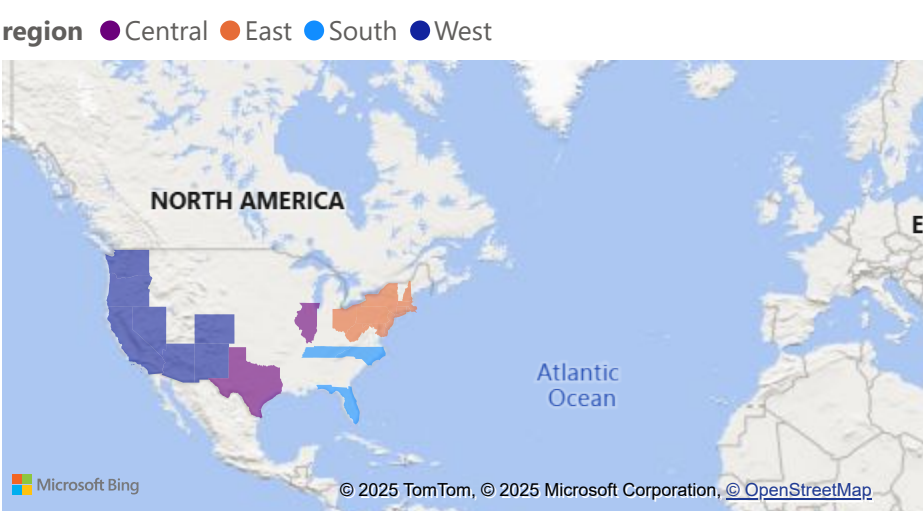 region Central East South West
NORTH AMERICA
E
Atlantic
Ocean
Microsoft Bing
© 2025 TomTom, © 2025 Microsoft Corporation, © OpenStreetMap